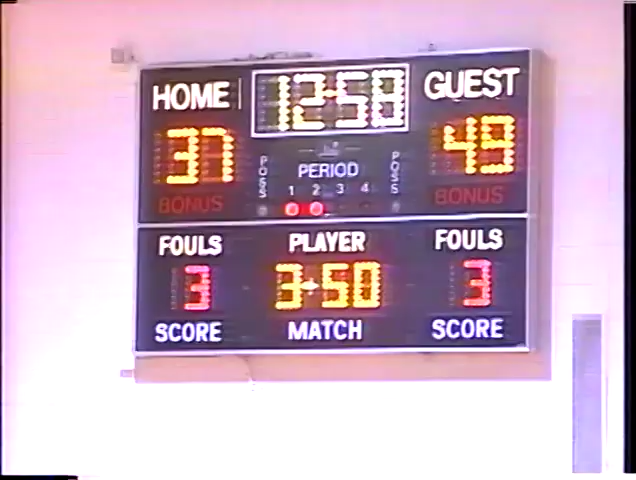 HOME 12:58 GUEST
37 49
POSS PERIOD POSS
1 2 3 4
BONUS BONUS
FOULS PLAYER FOULS
3 3-50 3
SCORE MATCH SCORE